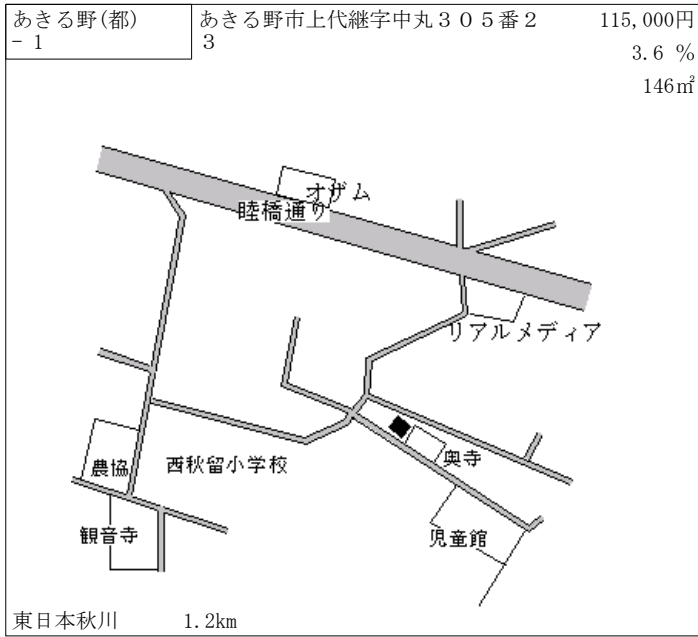 あきる野(都)
- 1
あきる野市上代継字中丸３０５番２
3
115,000円
3.6 %
146㎡
オザム
睦橋通り
リアルメディア
農協
西秋留小学校
奥寺
観音寺
児童館
東日本秋川 1.2km